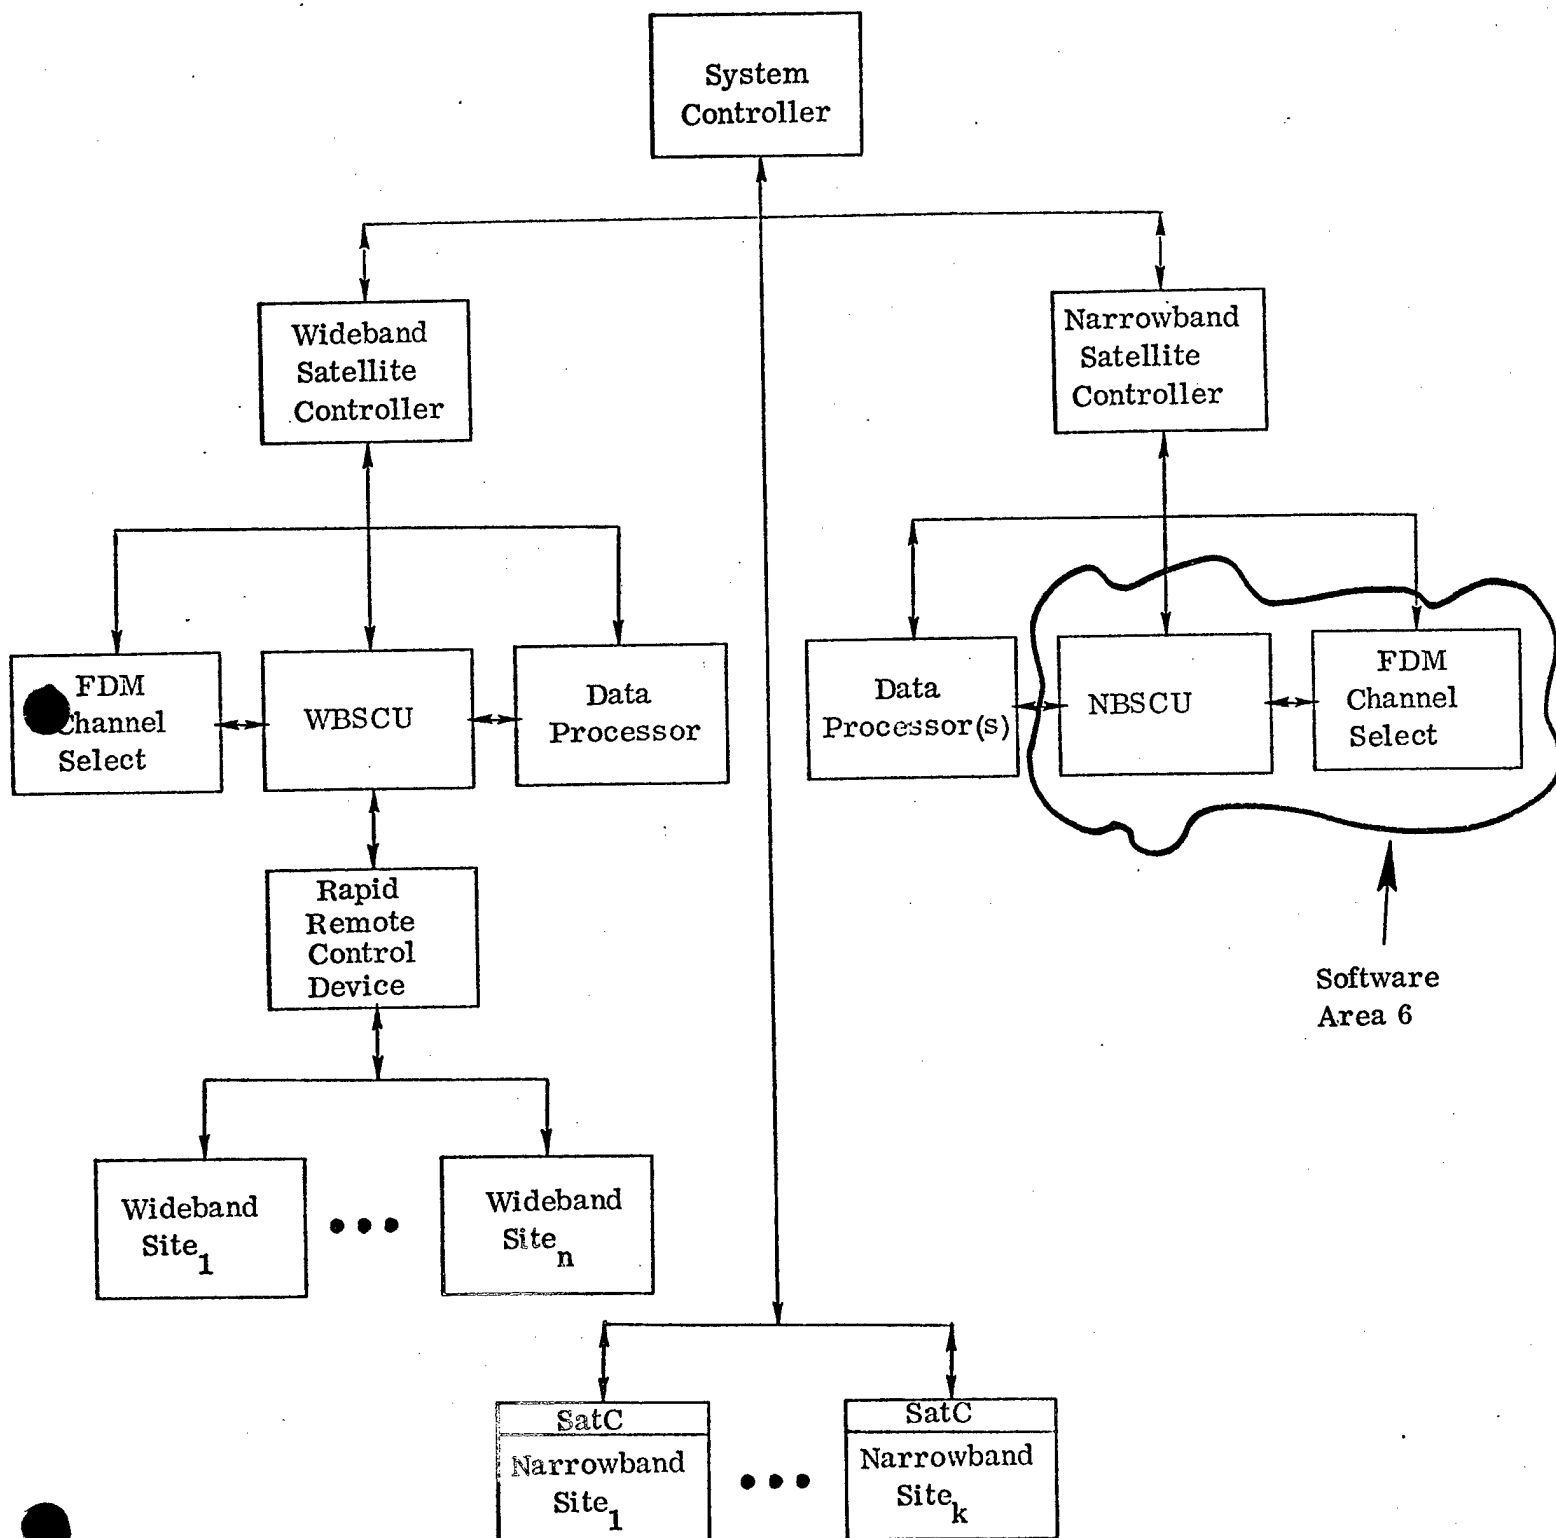 System
Controller
Wideband
Satellite
Controller
Narrowband
Satellite
Controller
FDM
Channel
Select
WBSCU
Data
Processor
Data
Processor(s)
NBSCU
FDM
Channel
Select
Rapid
Remote
Control
Device
Software
Area 6
Wideband
Site1
• • •
Wideband
Siten
SatC
Narrowband
Site1
• • •
SatC
Narrowband
Sitek